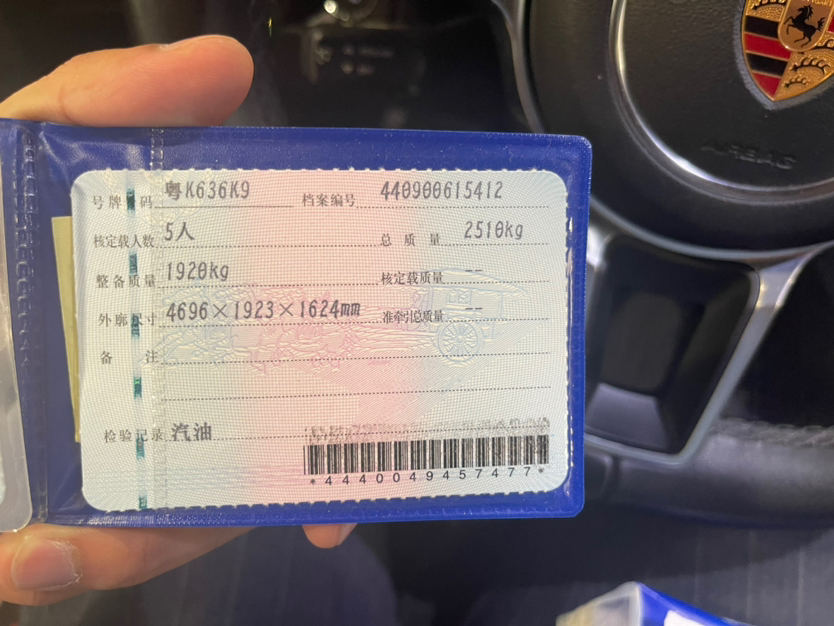 号牌号码 粤K636K9 档案编号 440900615412
核定载人数 5人 总质量 2510kg
整备质量 1920kg 核定载质量 --
外廓尺寸 4696×1923×1624mm 准牵引总质量 --
备注
检验记录 汽油
*4440049457477*
AIRBAG